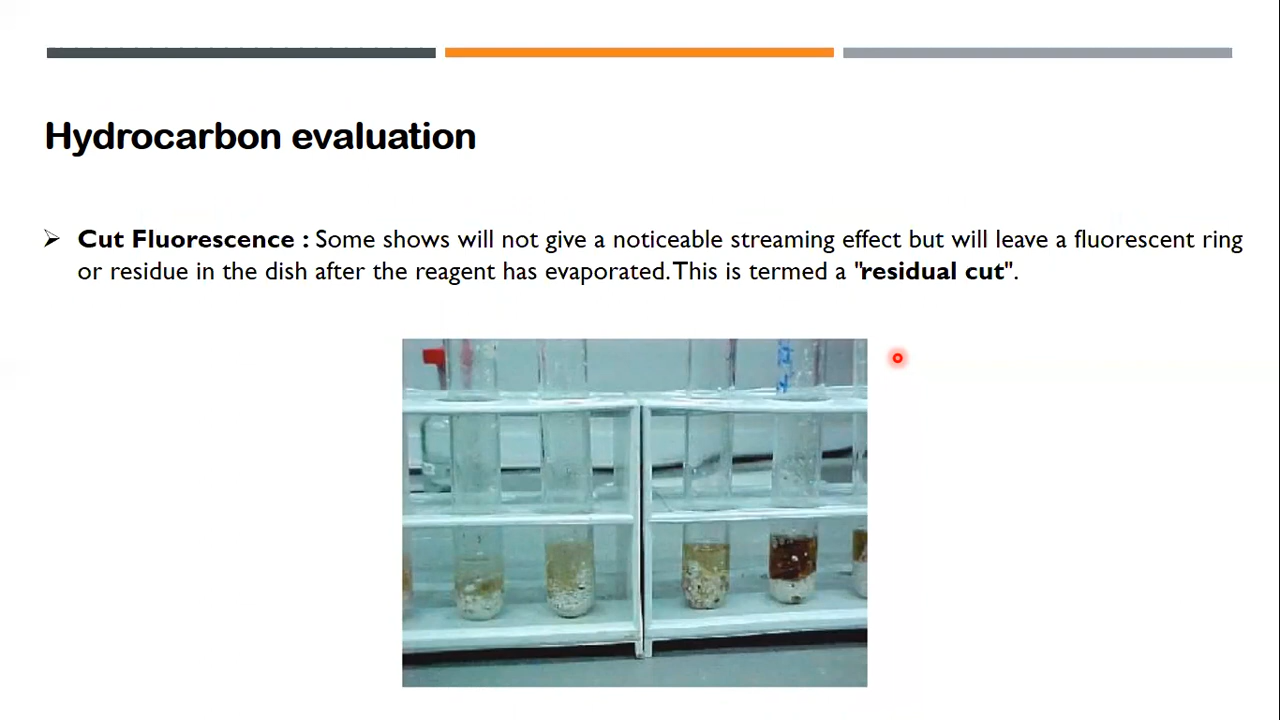 Hydrocarbon evaluation
➢ Cut Fluorescence : Some shows will not give a noticeable streaming effect but will leave a fluorescent ring
or residue in the dish after the reagent has evaporated. This is termed a "residual cut".